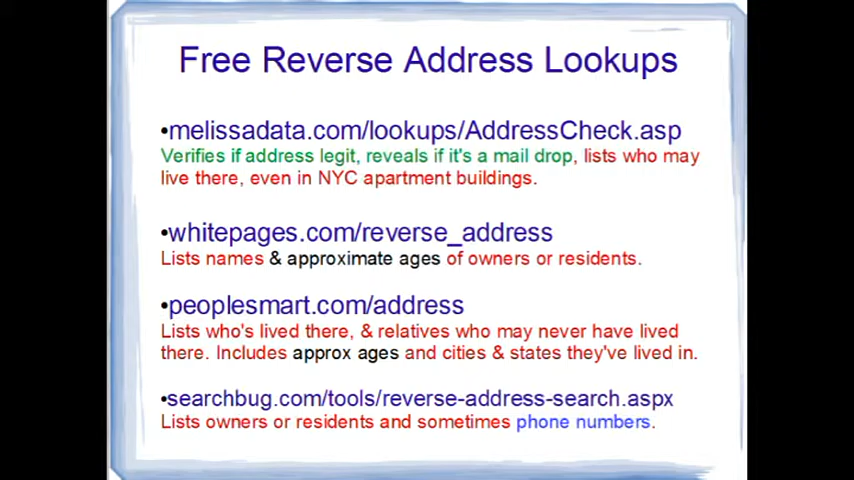 Free Reverse Address Lookups
•melissadata.com/lookups/AddressCheck.asp
Verifies if address legit, reveals if it's a mail drop, lists who may
live there, even in NYC apartment buildings.
•whitepages.com/reverse_address
Lists names & approximate ages of owners or residents.
•peoplesmart.com/address
Lists who's lived there, & relatives who may never have lived
there. Includes approx ages and cities & states they've lived in.
•searchbug.com/tools/reverse-address-search.aspx
Lists owners or residents and sometimes phone numbers.